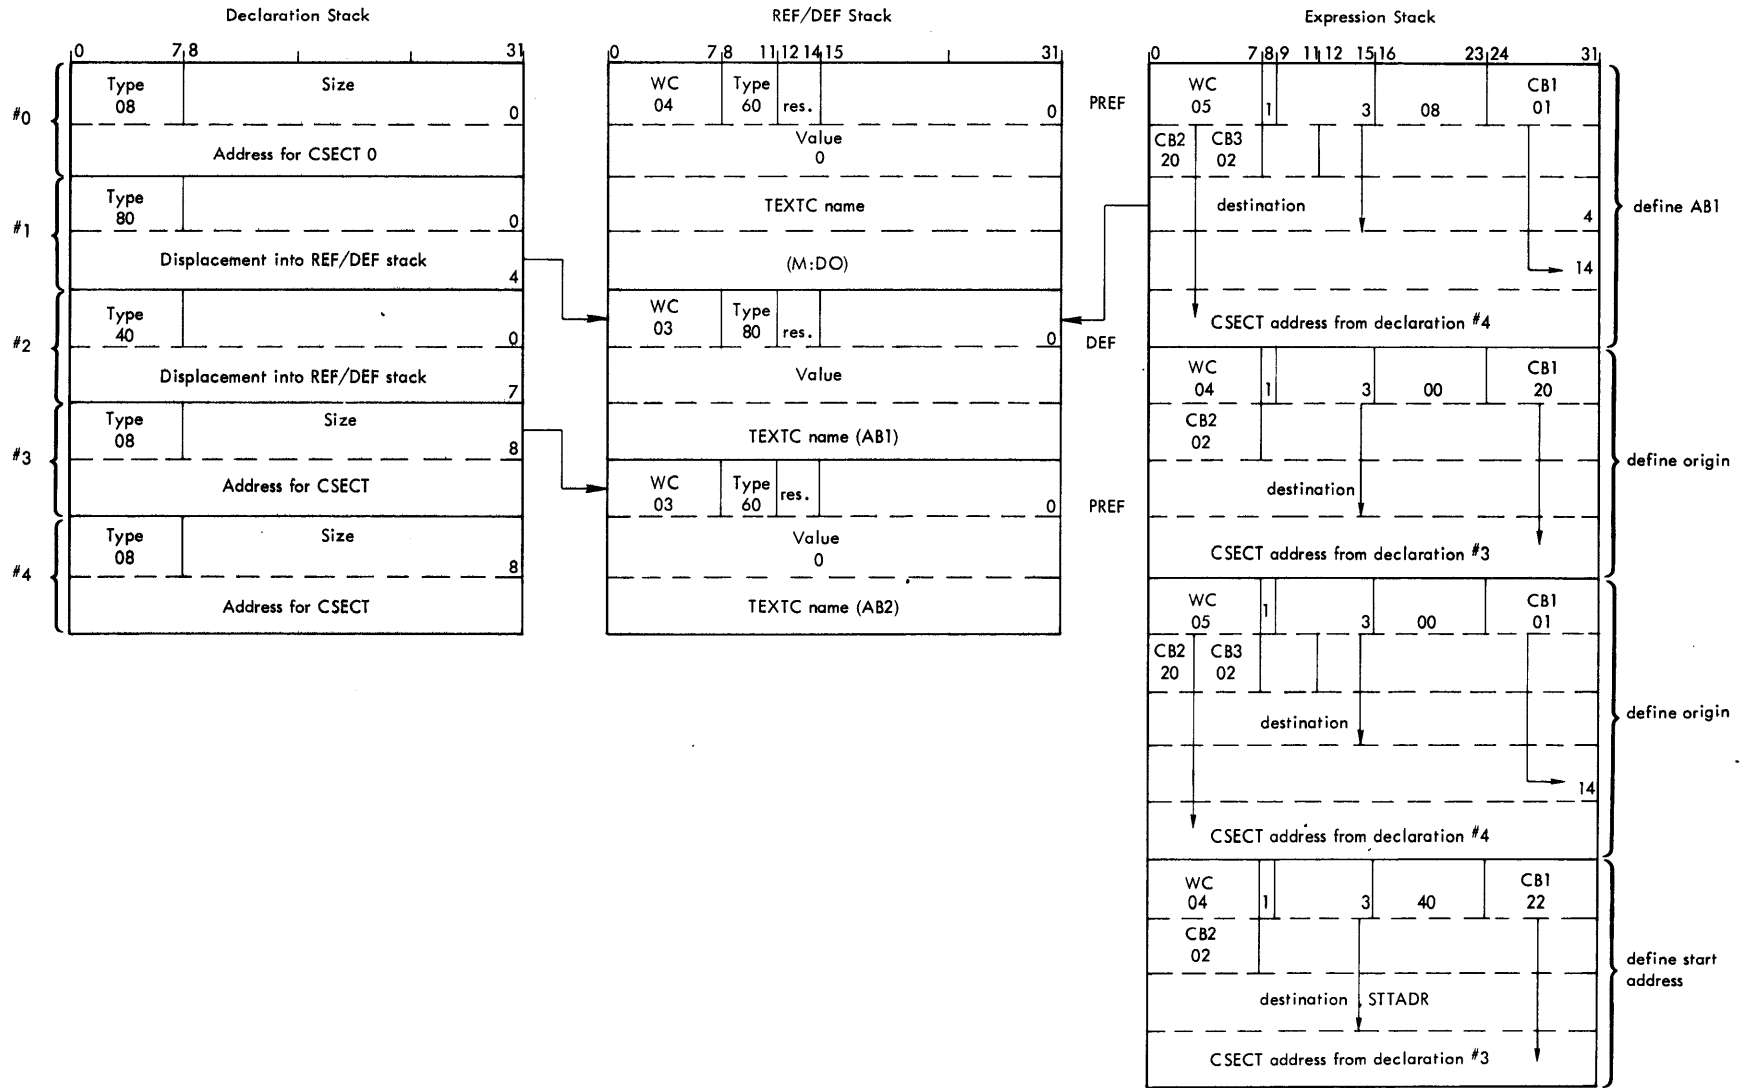 Declaration Stack
0 7 8 31
#0
Type
08
Size
0
Address for CSECT 0
#1
Type
80
0
Displacement into REF/DEF stack
4
#2
Type
40
0
Displacement into REF/DEF stack
7
#3
Type
08
Size
8
Address for CSECT
#4
Type
08
Size
8
Address for CSECT
REF/DEF Stack
0 7 8 11 12 14 15 31
WC
04
Type
60
res.
0
PREF
Value
0
TEXTC name
(M:DO)
WC
03
Type
80
res.
0
DEF
Value
TEXTC name (AB1)
WC
03
Type
60
res.
0
PREF
Value
0
TEXTC name (AB2)
Expression Stack
0 7 8 9 11 12 15 16 23 24 31
WC
05
1
3
08
CB1
01
CB2
20
CB3
02
destination
4
14
CSECT address from declaration #4
define AB1
WC
04
1
3
00
CB1
20
CB2
02
destination
CSECT address from declaration #3
define origin
WC
05
1
3
00
CB1
01
CB2
20
CB3
02
destination
14
CSECT address from declaration #4
define origin
WC
04
1
3
40
CB1
22
CB2
02
destination STTADR
CSECT address from declaration #3
define start
address